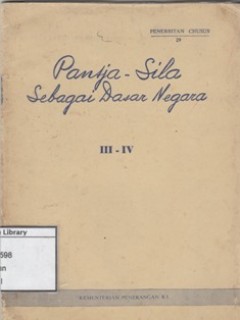 PENERBITAN CHUSUS
Pantja-Sila
Sebagai Dasar Negara
III - IV
Library
598
KEMENTERIAN PENERANGAN R.I.